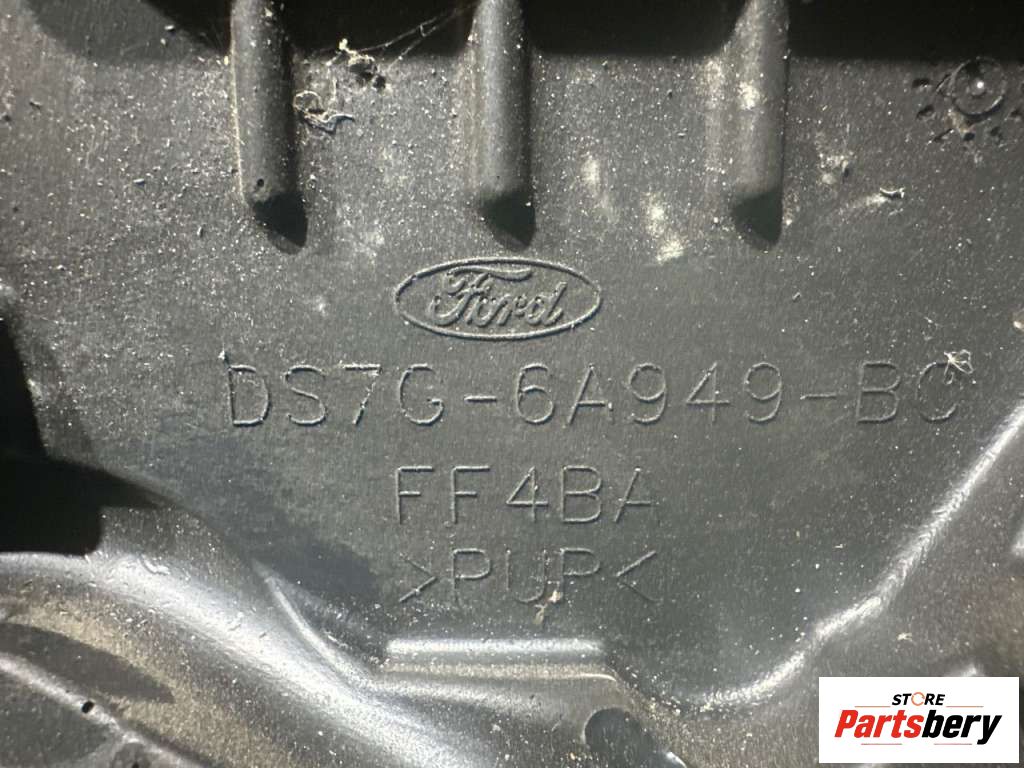 Ford
DS7G-6A949-BC
FF4BA
>PUP<
STORE
Partsbery